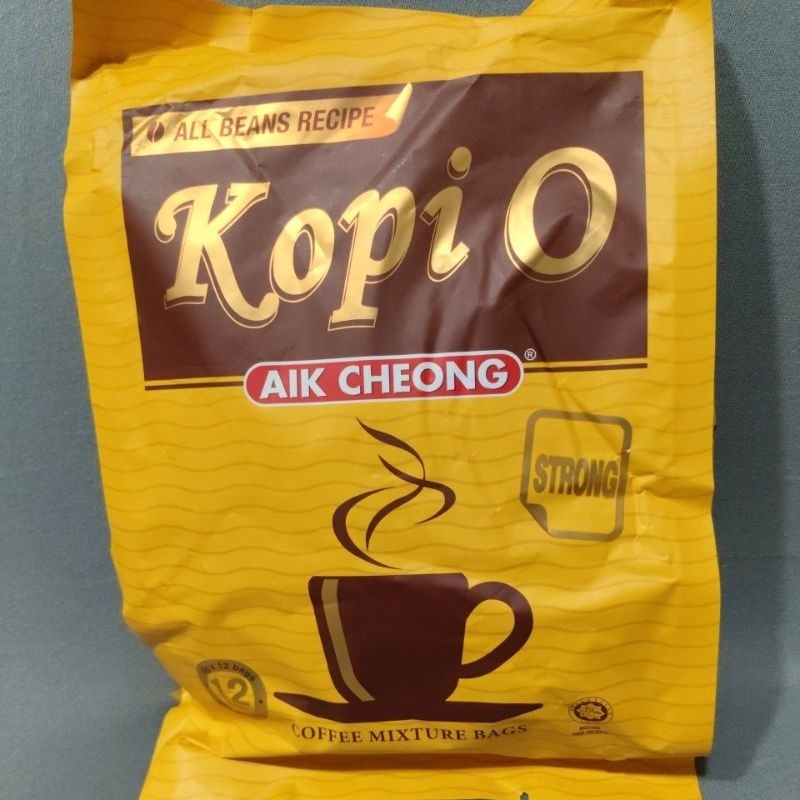 ALL BEANS RECIPE
Kopi O
AIK CHEONG®
STRONG
12
COFFEE MIXTURE BAGS